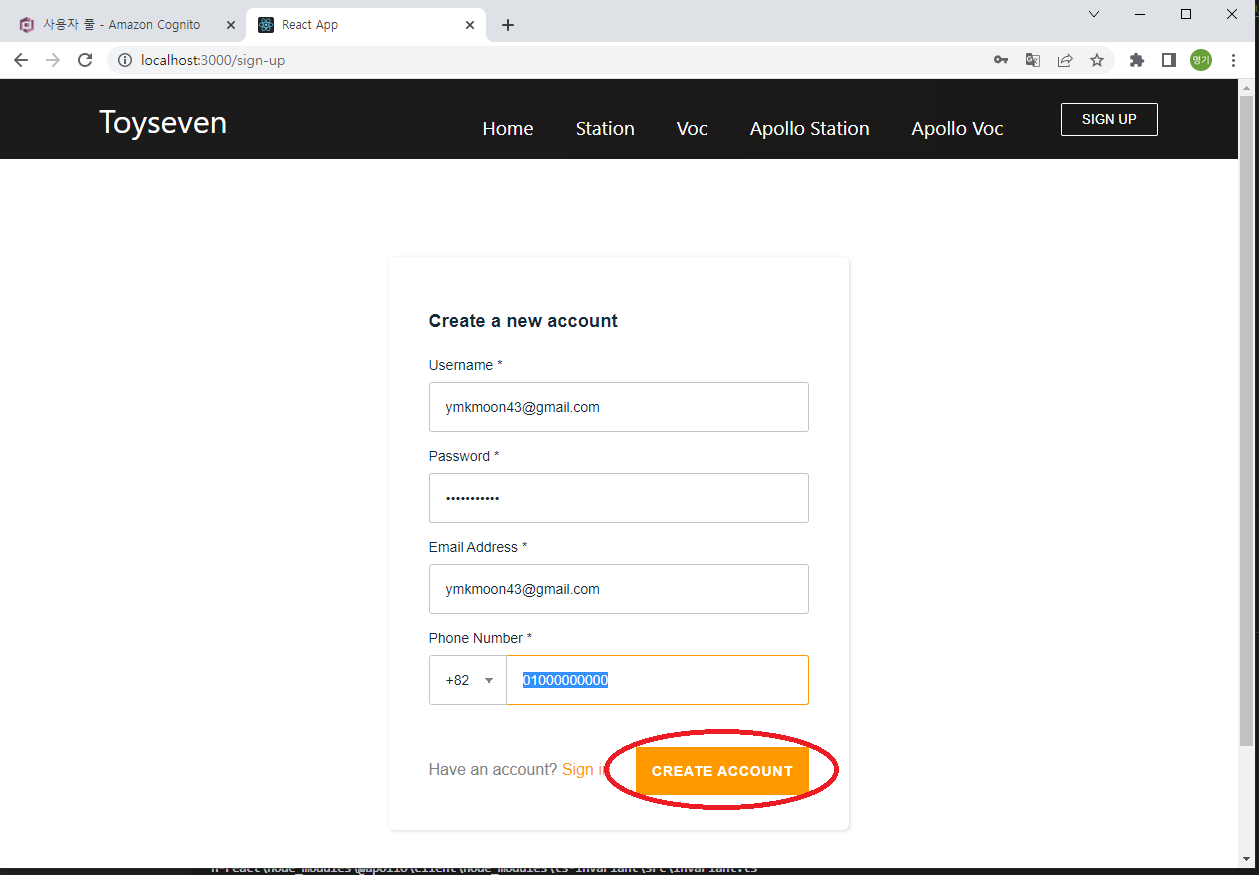 사용자 풀 - Amazon Cognito
React App
localhost:3000/sign-up
명기
Toyseven
Home Station Voc Apollo Station Apollo Voc SIGN UP
Create a new account
Username *
ymkmoon43@gmail.com
Password *
•••••••••••
Email Address *
ymkmoon43@gmail.com
Phone Number *
+82 01000000000
Have an account? Sign in
CREATE ACCOUNT